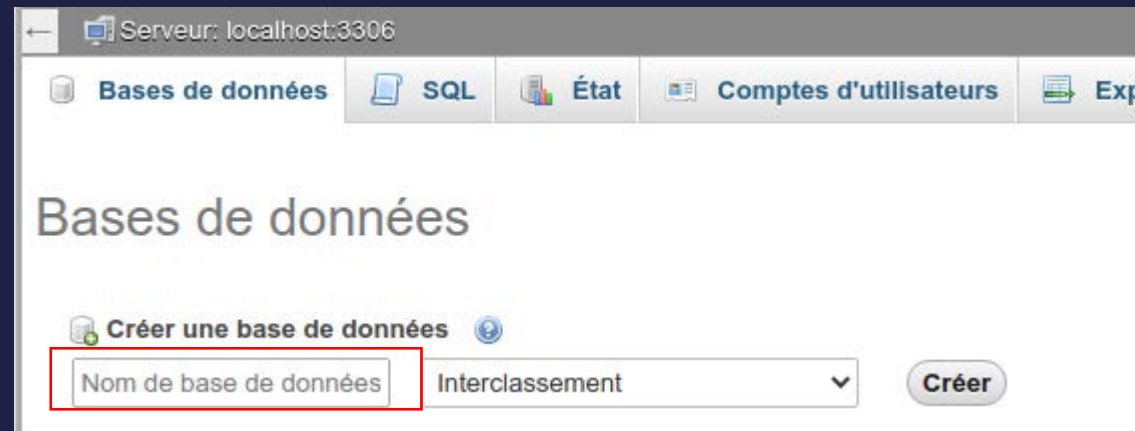 ← Serveur: localhost:3306
Bases de données SQL État Comptes d'utilisateurs Exp
Bases de données
Créer une base de données
Nom de base de données Interclassement Créer